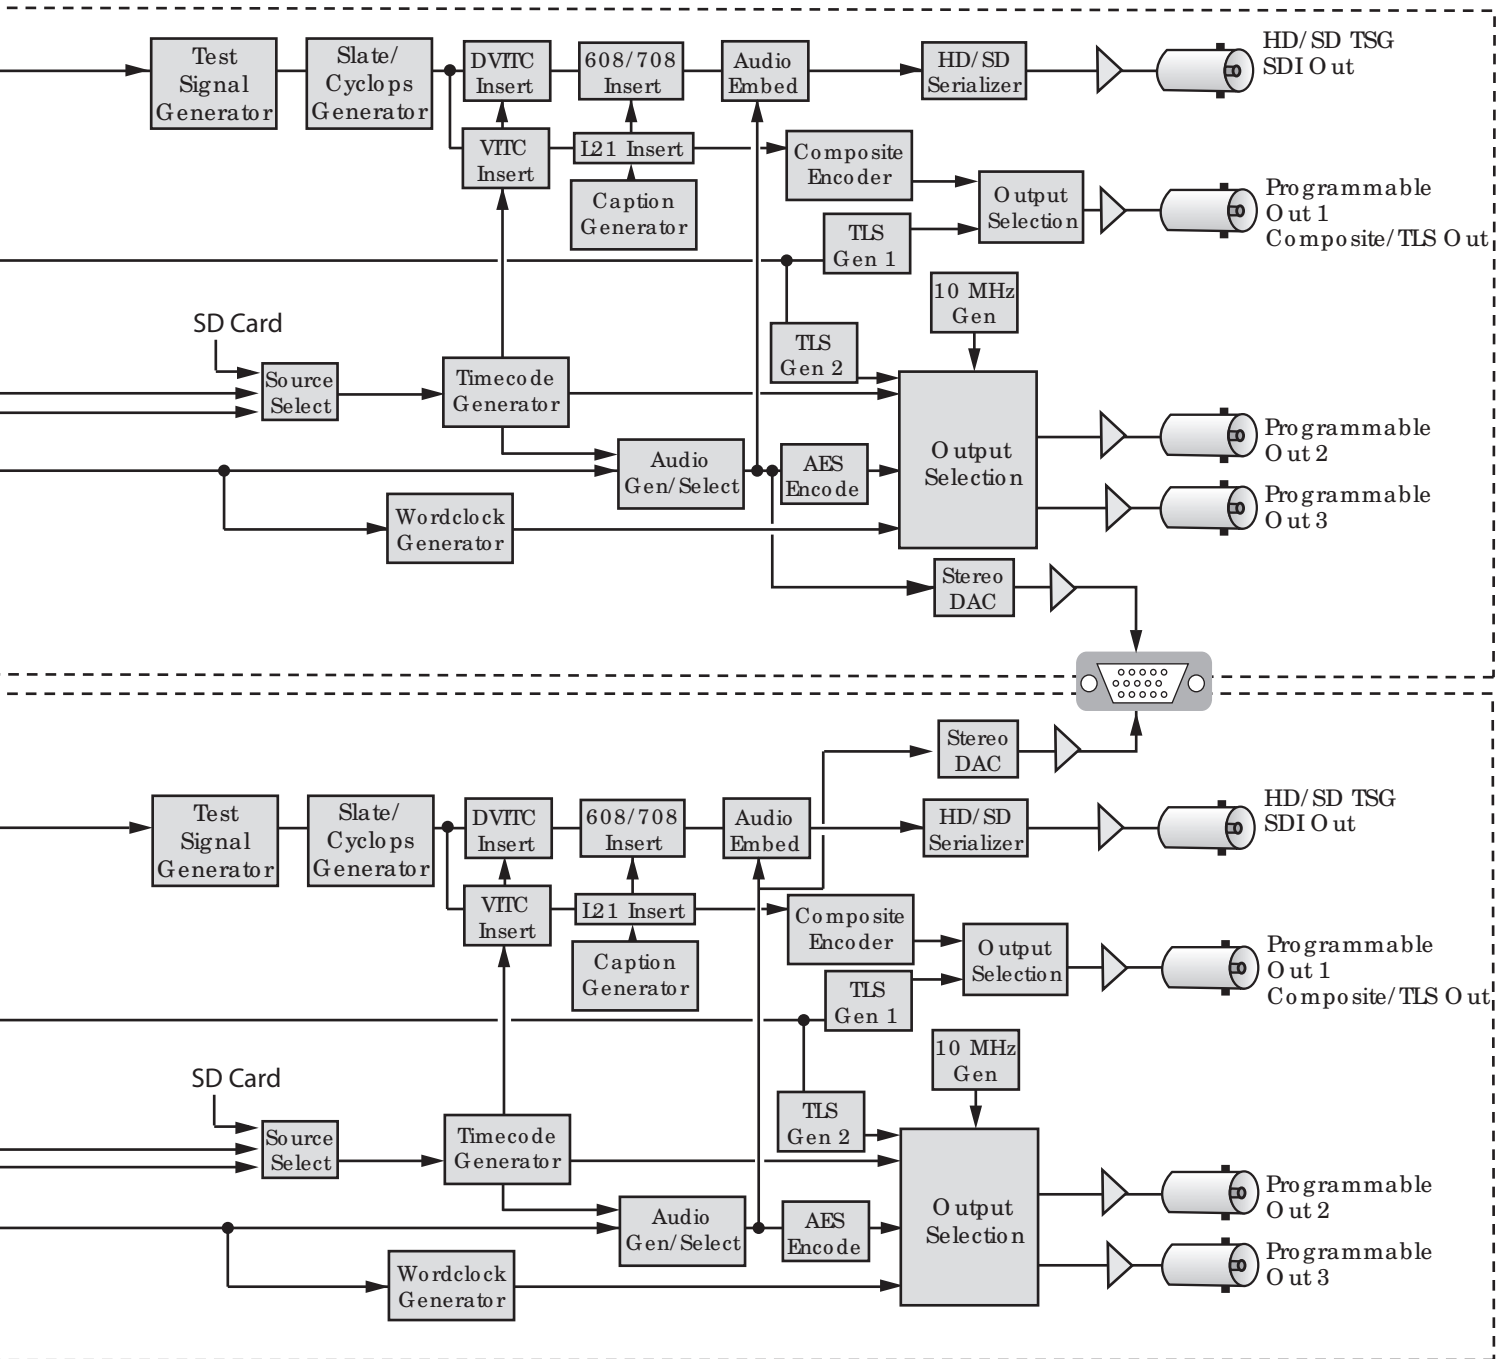 Test
Signal
Generator
Slate/
Cyclops
Generator
DVITC
Insert
608/708
Insert
Audio
Embed
HD/SD
Serializer
HD/SD TSG
SDI Out
VITC
Insert
L21 Insert
Caption
Generator
Composite
Encoder
TLS
Gen 1
Output
Selection
Programmable
Out 1
Composite/TLS Out
10 MHz
Gen
SD Card
TLS
Gen 2
Source
Select
Timecode
Generator
Output
Selection
Programmable
Out 2
Audio
Gen/Select
AES
Encode
Programmable
Out 3
Wordclock
Generator
Stereo
DAC
Stereo
DAC
Test
Signal
Generator
Slate/
Cyclops
Generator
DVITC
Insert
608/708
Insert
Audio
Embed
HD/SD
Serializer
HD/SD TSG
SDI Out
VITC
Insert
L21 Insert
Caption
Generator
Composite
Encoder
TLS
Gen 1
Output
Selection
Programmable
Out 1
Composite/TLS Out
10 MHz
Gen
SD Card
TLS
Gen 2
Source
Select
Timecode
Generator
Output
Selection
Programmable
Out 2
Audio
Gen/Select
AES
Encode
Programmable
Out 3
Wordclock
Generator